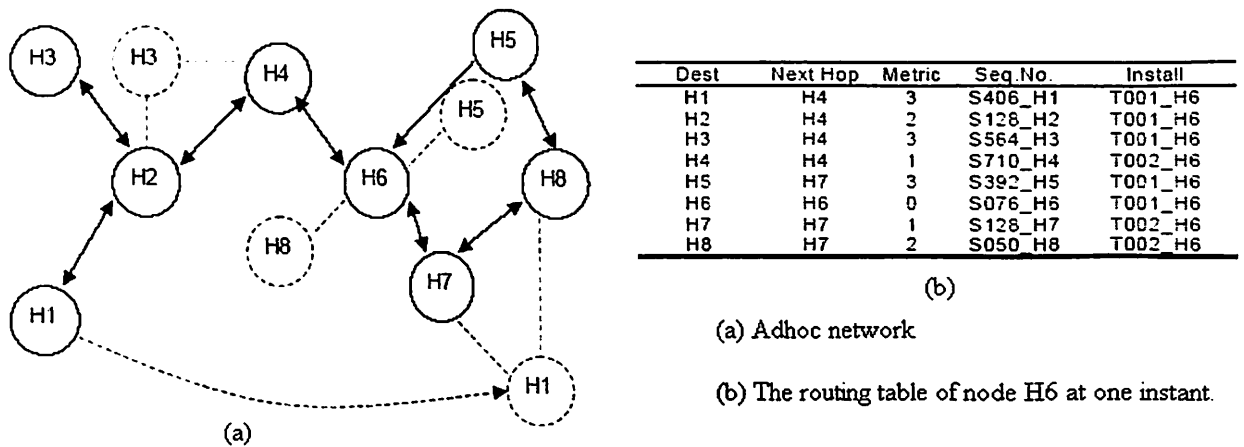 H3
H3
H4
H5
H5
H2
H6
H8
H8
H7
H1
H1
(a)
Dest Next Hop Metric Seq.No. Install
H1 H4 3 S406_H1 T001_H6
H2 H4 2 S128_H2 T001_H6
H3 H4 3 S564_H3 T001_H6
H4 H4 1 S710_H4 T002_H6
H5 H7 3 S392_H5 T001_H6
H6 H6 0 S076_H6 T001_H6
H7 H7 1 S128_H7 T002_H6
H8 H7 2 S050_H8 T002_H6
(b)
(a) Adhoc network
(b) The routing table of node H6 at one instant.